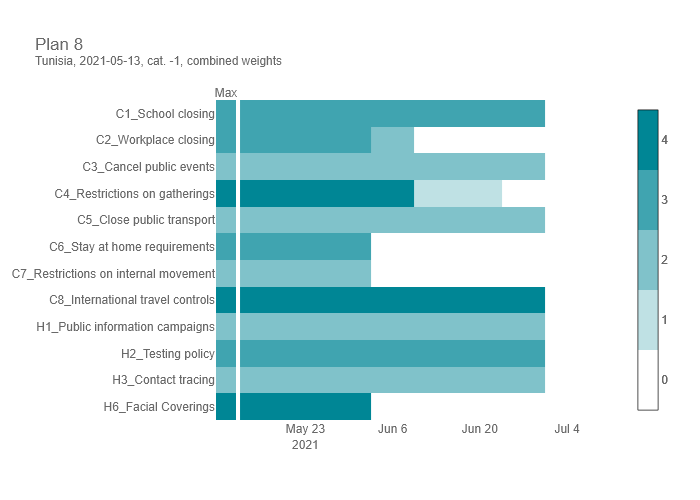 Plan 8
Tunisia, 2021-05-13, cat. -1, combined weights
Max
C1_School closing
C2_Workplace closing
C3_Cancel public events
C4_Restrictions on gatherings
C5_Close public transport
C6_Stay at home requirements
C7_Restrictions on internal movement
C8_International travel controls
H1_Public information campaigns
H2_Testing policy
H3_Contact tracing
H6_Facial Coverings
May 23 Jun 6 Jun 20 Jul 4
2021
4
3
2
1
0